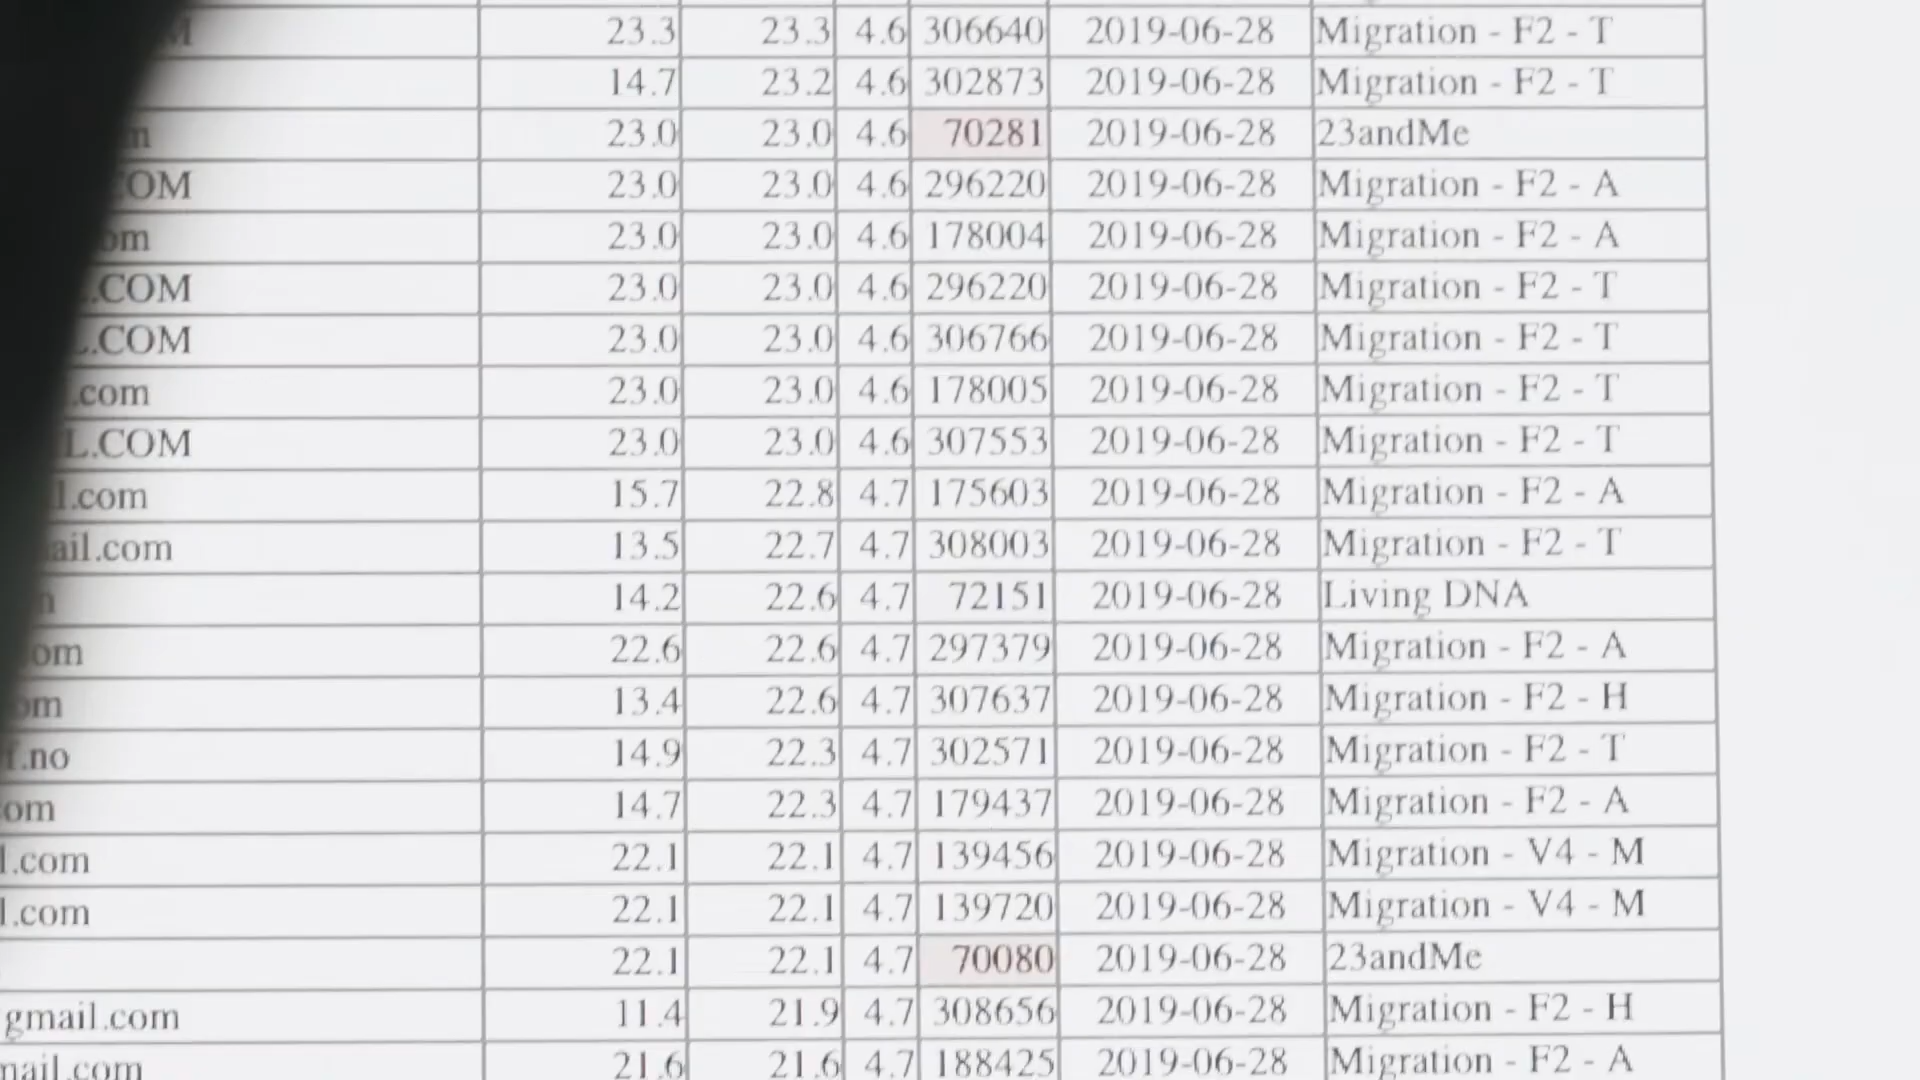 M 23.3 23.3 4.6 306640 2019-06-28 Migration - F2 - T
14.7 23.2 4.6 302873 2019-06-28 Migration - F2 - T
m 23.0 23.0 4.6 70281 2019-06-28 23andMe
COM 23.0 23.0 4.6 296220 2019-06-28 Migration - F2 - A
om 23.0 23.0 4.6 178004 2019-06-28 Migration - F2 - A
.COM 23.0 23.0 4.6 296220 2019-06-28 Migration - F2 - T
L.COM 23.0 23.0 4.6 306766 2019-06-28 Migration - F2 - T
.com 23.0 23.0 4.6 178005 2019-06-28 Migration - F2 - T
L.COM 23.0 23.0 4.6 307553 2019-06-28 Migration - F2 - T
l.com 15.7 22.8 4.7 175603 2019-06-28 Migration - F2 - A
ail.com 13.5 22.7 4.7 308003 2019-06-28 Migration - F2 - T
14.2 22.6 4.7 72151 2019-06-28 Living DNA
om 22.6 22.6 4.7 297379 2019-06-28 Migration - F2 - A
om 13.4 22.6 4.7 307637 2019-06-28 Migration - F2 - H
f.no 14.9 22.3 4.7 302571 2019-06-28 Migration - F2 - T
om 14.7 22.3 4.7 179437 2019-06-28 Migration - F2 - A
l.com 22.1 22.1 4.7 139456 2019-06-28 Migration - V4 - M
l.com 22.1 22.1 4.7 139720 2019-06-28 Migration - V4 - M
22.1 22.1 4.7 70080 2019-06-28 23andMe
gmail.com 11.4 21.9 4.7 308656 2019-06-28 Migration - F2 - H
mail.com 21.6 21.6 4.7 188425 2019-06-28 Migration - F2 - A